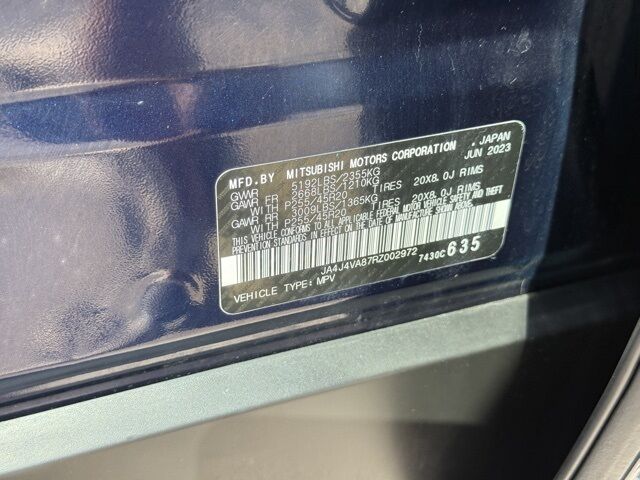 MFD.BY MITSUBISHI MOTORS CORPORATION . JAPAN
GVWR 5192LBS/2355KG JUN 2023
GAWR FR 2668LBS/1210KG
WITH P255/45R20 TIRES 20X8.0J RIMS
GAWR RR 3009LBS/1365KG
WITH P255/45R20 TIRES 20X8.0J RIMS
THIS VEHICLE CONFORMS TO ALL APPLICABLE FEDERAL MOTOR VEHICLE SAFETY AND THEFT
PREVENTION STANDARDS IN EFFECT ON THE DATE OF MANUFACTURE SHOWN ABOVE.
JA4J4VA87RZ002972 7430C 635
VEHICLE TYPE: MPV